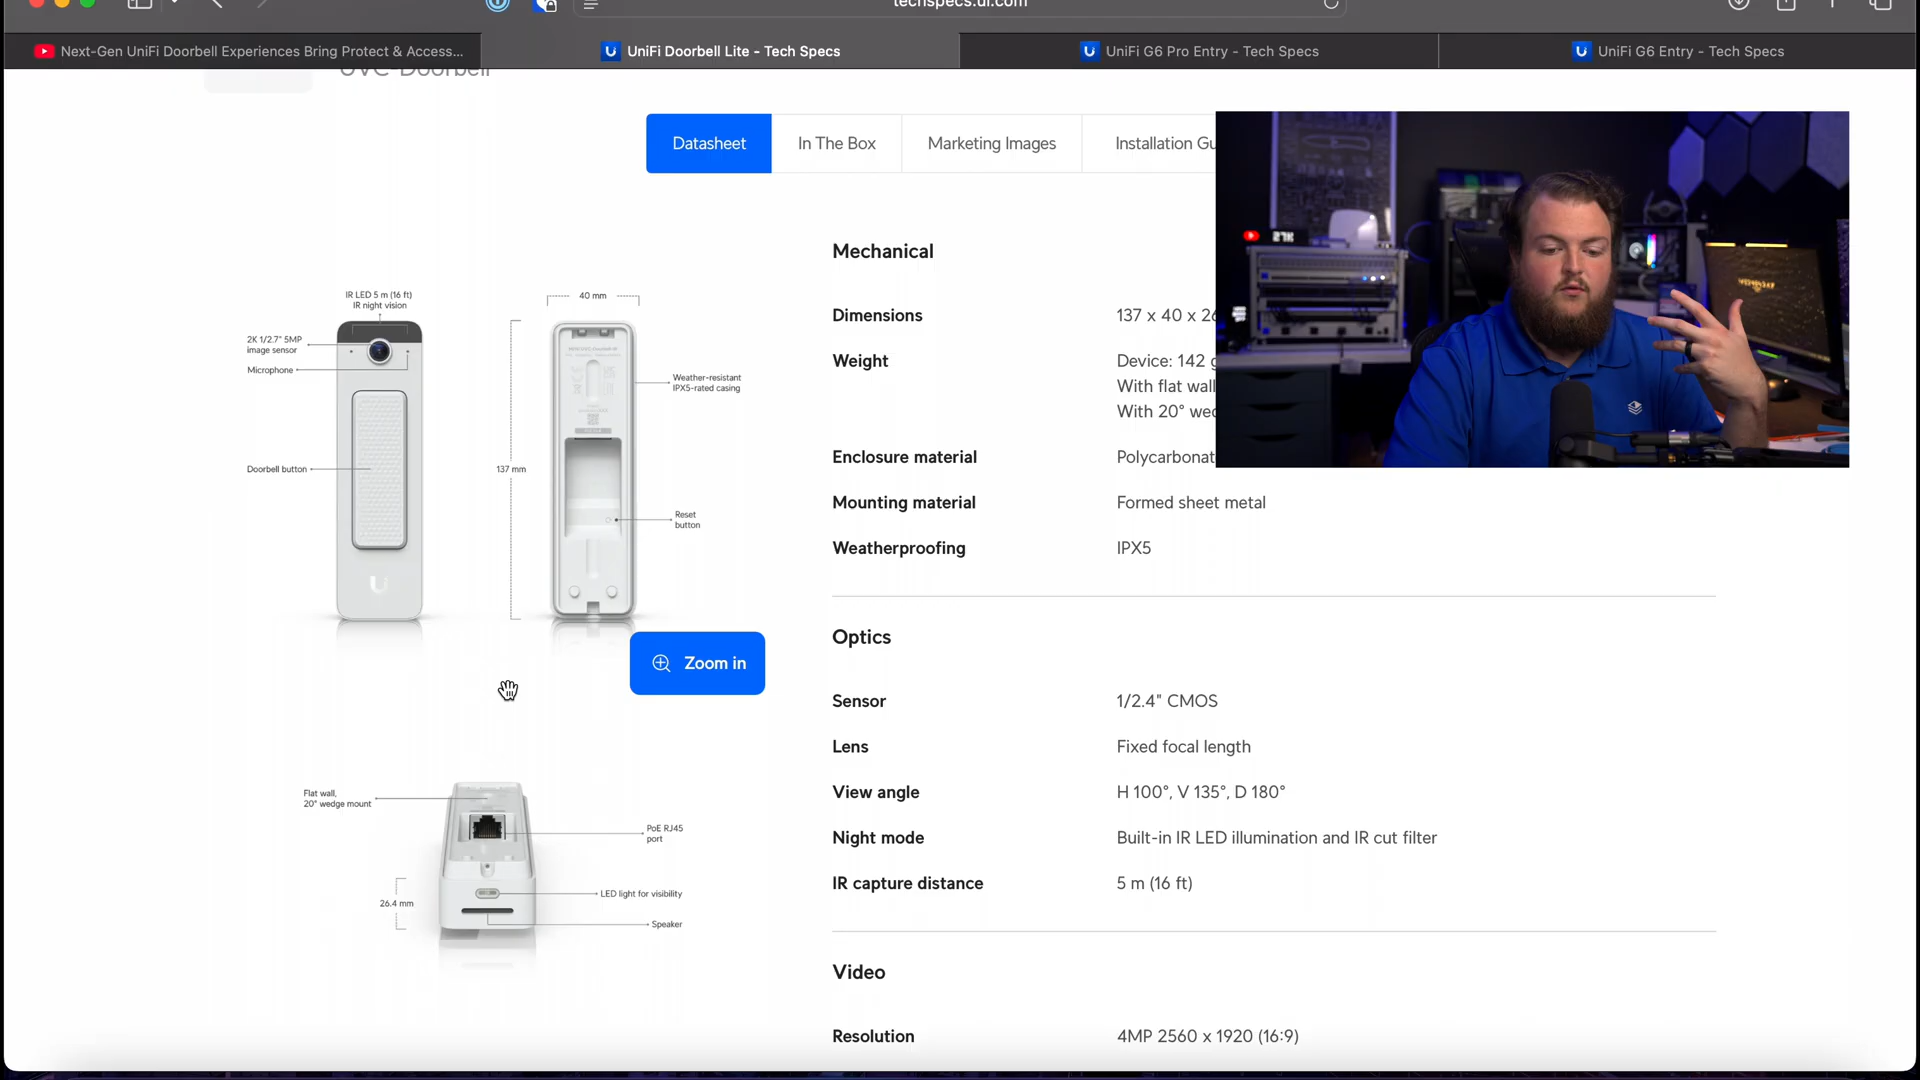 techspecs.ui.com
Next-Gen UniFi Doorbell Experiences Bring Protect & Access...
UniFi Doorbell Lite - Tech Specs
UniFi G6 Pro Entry - Tech Specs
UniFi G6 Entry - Tech Specs
UVC-Doorbell
Datasheet
In The Box
Marketing Images
Installation Gu
IR LED 5 m (16 ft)
IR night vision
2K 1/2.7" 5MP
image sensor
Microphone
Doorbell button
40 mm
137 mm
Weather-resistant
IPX5-rated casing
Reset
button
Zoom in
Flat wall,
20° wedge mount
PoE RJ45
port
LED light for visibility
26.4 mm
Speaker
Mechanical
Dimensions
137 x 40 x 26
Weight
Device: 142 g
With flat wall
With 20° wed
Enclosure material
Polycarbonat
Mounting material
Formed sheet metal
Weatherproofing
IPX5
Optics
Sensor
1/2.4" CMOS
Lens
Fixed focal length
View angle
H 100°, V 135°, D 180°
Night mode
Built-in IR LED illumination and IR cut filter
IR capture distance
5 m (16 ft)
Video
Resolution
4MP 2560 x 1920 (16:9)